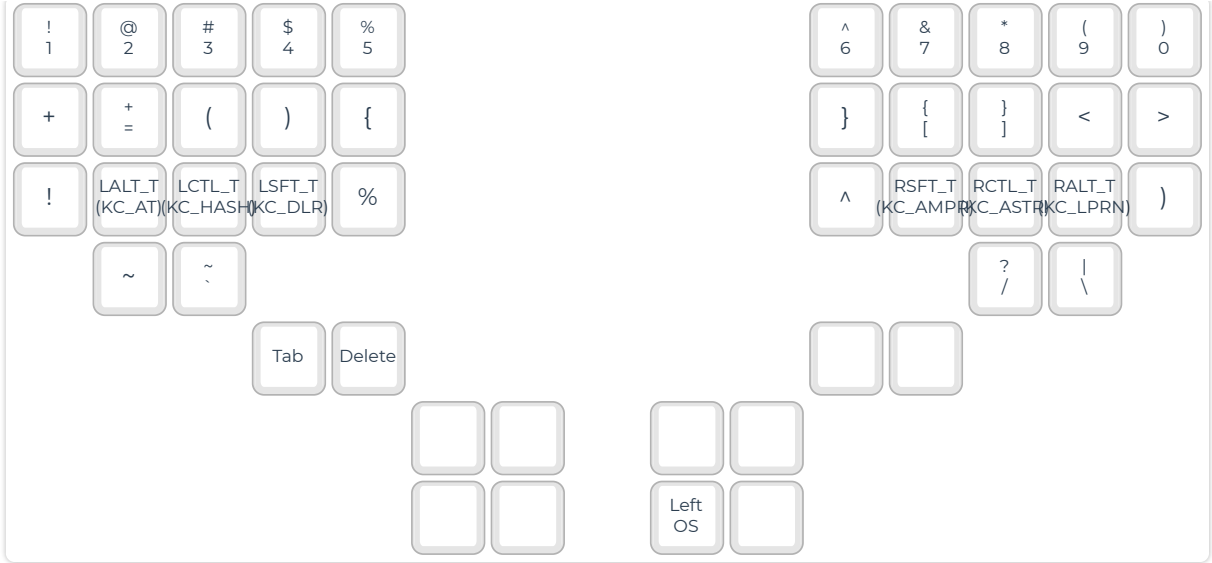 ! @ # $ % ^ & * ( )
1 2 3 4 5 6 7 8 9 0
+ + ( ) { } { } < >
= [ ]
! LALT_T LCTL_T LSFT_T % ^ RSFT_T RCTL_T RALT_T )
(KC_AT) (KC_HASH) (KC_DLR) (KC_AMPR) (KC_ASTR) (KC_LPRN)
~ ~ ? |
` / \
Tab Delete
Left
OS